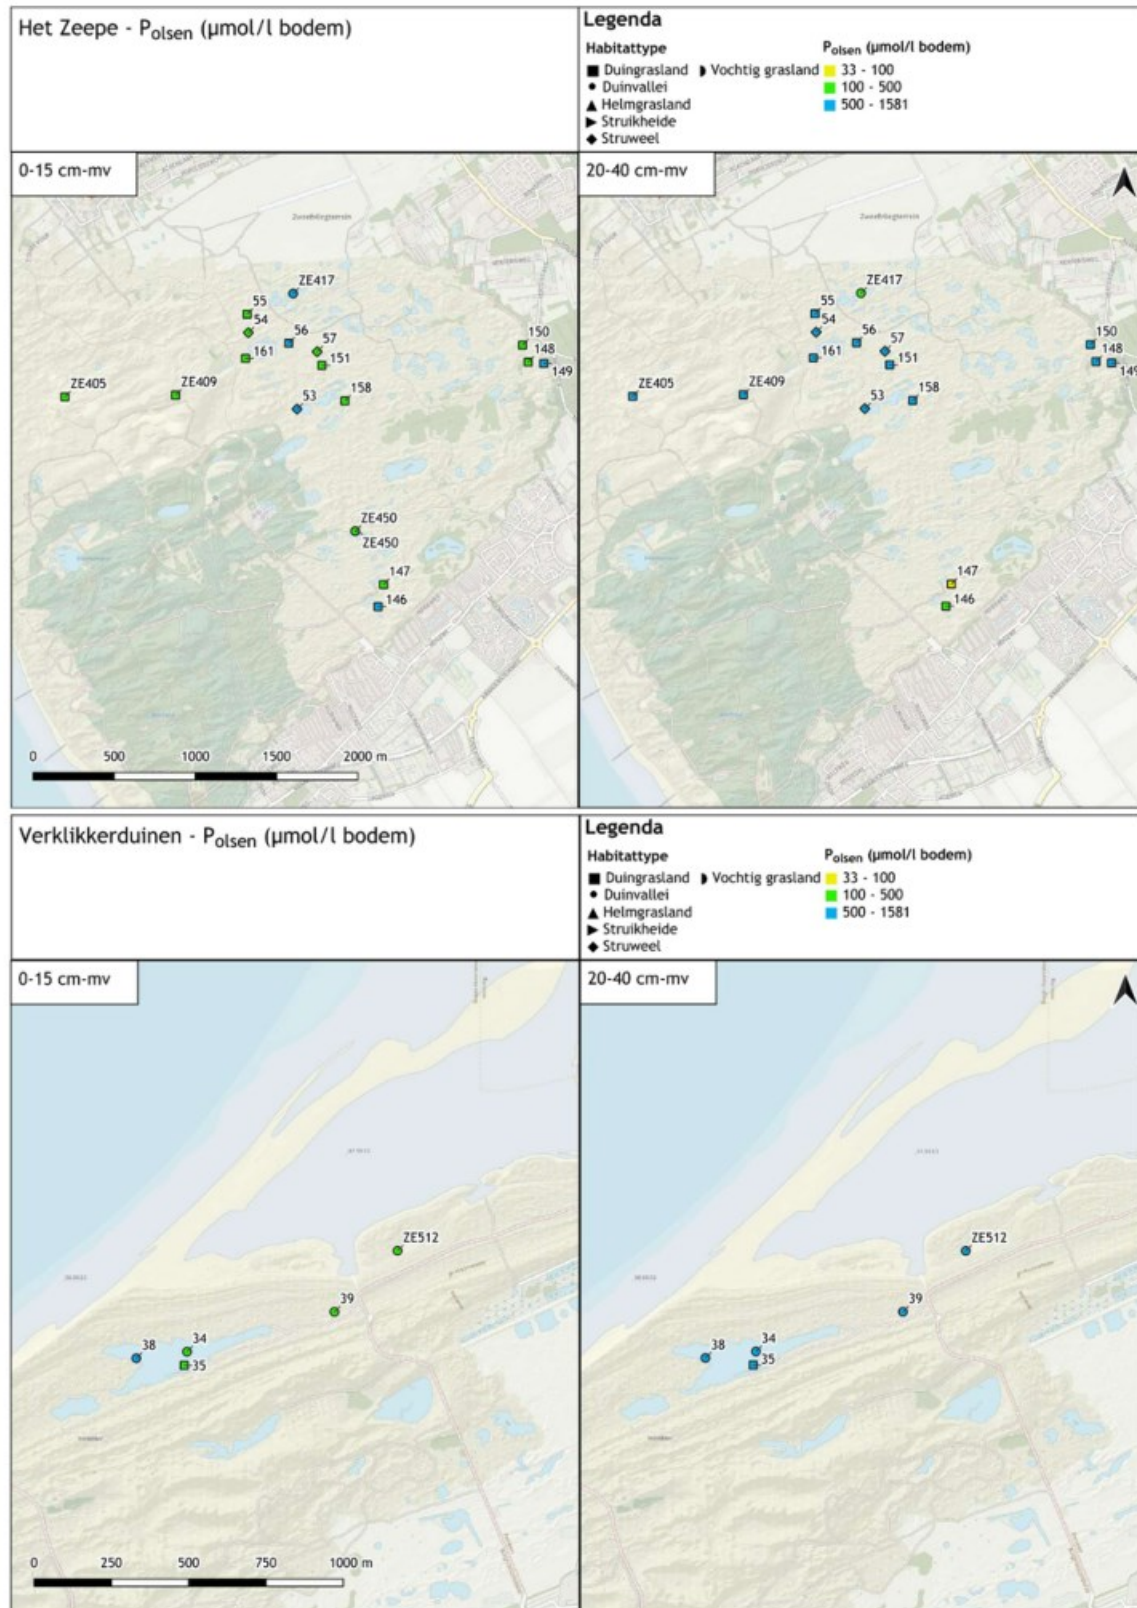 Het Zeepe - Polsen (µmol/l bodem)
Legenda
Habitattype
Duingrasland
Vochtig grasland
Duinvallei
Helmgrasland
Struikheide
Struweel
Polsen (µmol/l bodem)
33 - 100
100 - 500
500 - 1581
0-15 cm-mv
Zweefvliegterrein
ZE417
55
54
56
57
161
151
150
148
149
ZE405
ZE409
53
158
ZE450
ZE450
147
146
0 500 1000 1500 2000 m
20-40 cm-mv
Zweefvliegterrein
ZE417
55
54
56
57
161
151
150
148
149
ZE405
ZE409
53
158
147
146
Verklikkerduinen - Polsen (µmol/l bodem)
Legenda
Habitattype
Duingrasland
Vochtig grasland
Duinvallei
Helmgrasland
Struikheide
Struweel
Polsen (µmol/l bodem)
33 - 100
100 - 500
500 - 1581
0-15 cm-mv
ZE512
39
38
34
35
0 250 500 750 1000 m
20-40 cm-mv
ZE512
39
38
34
35